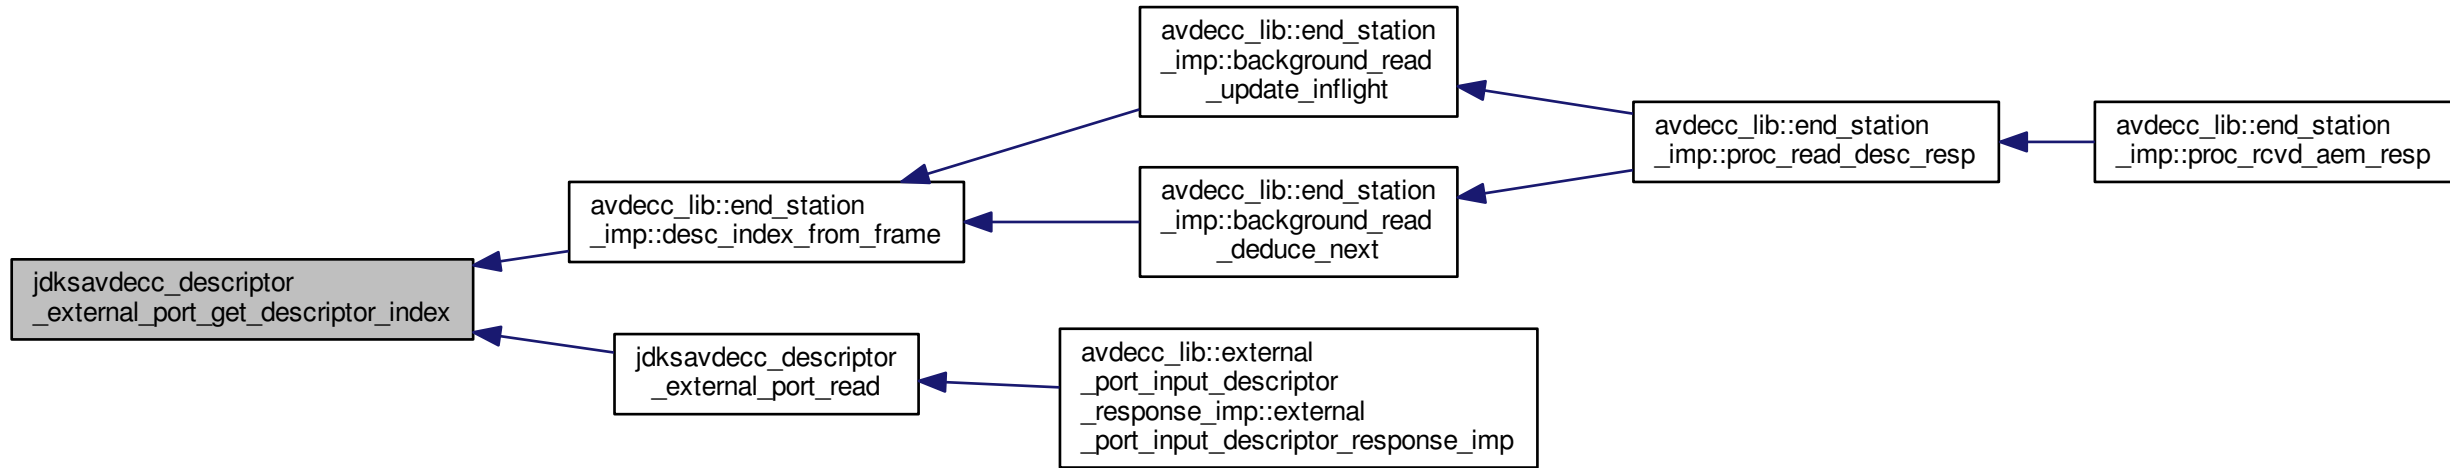 jdksavdecc_descriptor
_external_port_get_descriptor_index
avdecc_lib::end_station
_imp::desc_index_from_frame
avdecc_lib::end_station
_imp::background_read
_update_inflight
avdecc_lib::end_station
_imp::background_read
_deduce_next
avdecc_lib::end_station
_imp::proc_read_desc_resp
avdecc_lib::end_station
_imp::proc_rcvd_aem_resp
jdksavdecc_descriptor
_external_port_read
avdecc_lib::external
_port_input_descriptor
_response_imp::external
_port_input_descriptor_response_imp